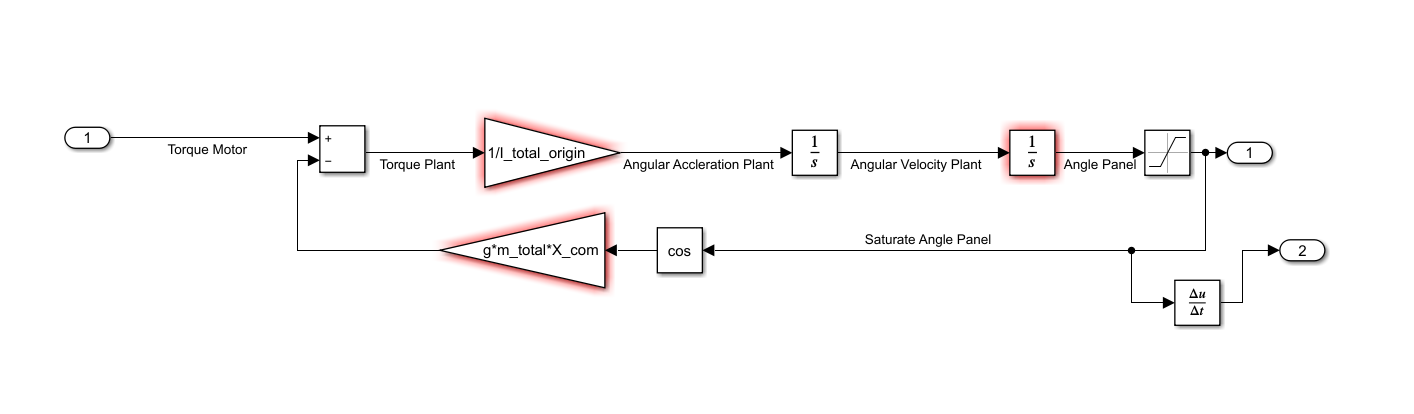 1
+
−
Torque Motor
Torque Plant
1/I_total_origin
Angular Accleration Plant
1
s
Angular Velocity Plant
1
s
Angle Panel
1
g*m_total*X_com
cos
Saturate Angle Panel
2
Δu
Δt